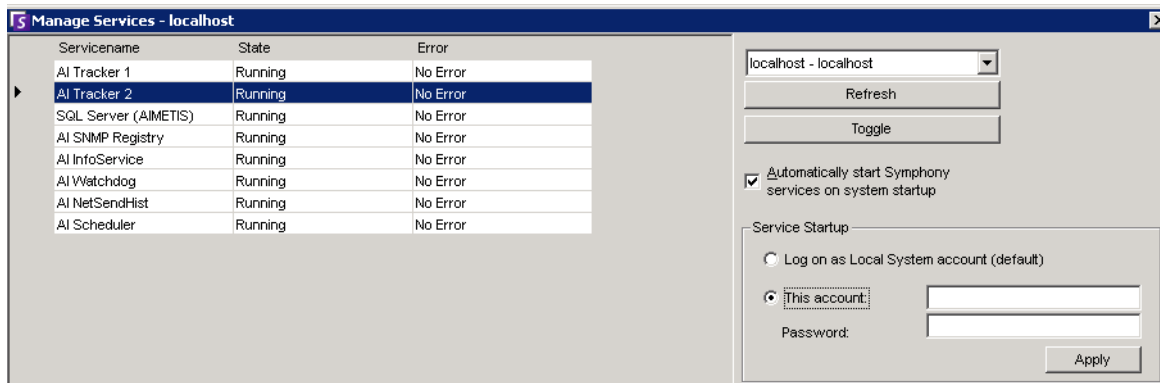 Manage Services - localhost
Servicename State Error
AI Tracker 1 Running No Error
AI Tracker 2 Running No Error
SQL Server (AIMETIS) Running No Error
AI SNMP Registry Running No Error
AI InfoService Running No Error
AI Watchdog Running No Error
AI NetSendHist Running No Error
AI Scheduler Running No Error
localhost - localhost
Refresh
Toggle
Automatically start Symphony
services on system startup
Service Startup
Log on as Local System account (default)
This account:
Password:
Apply